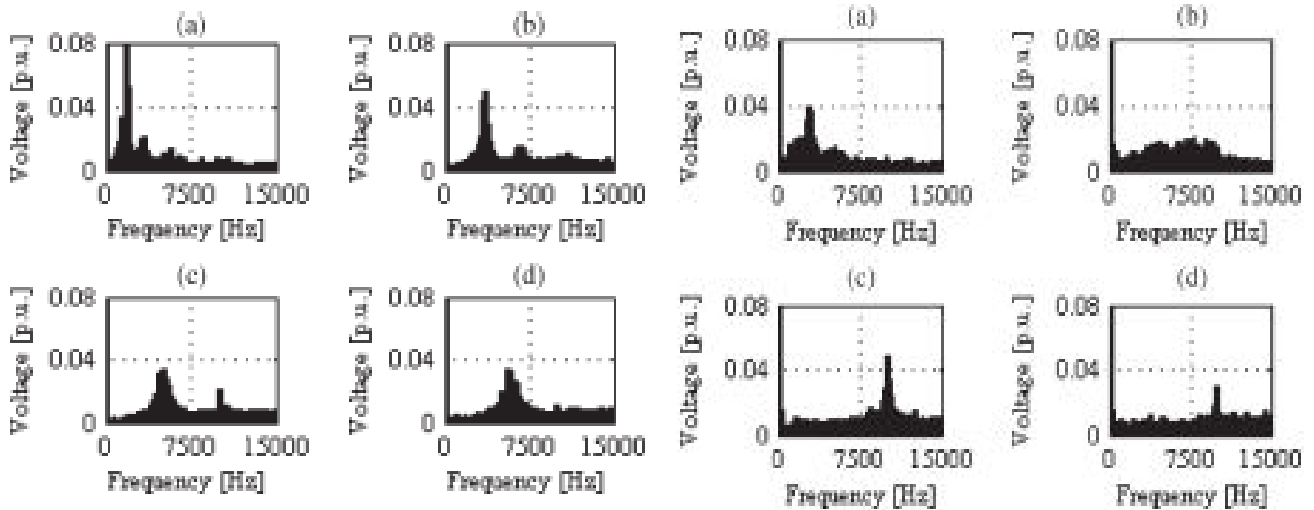 (a)
Voltage [p.u.]
0.08
0.04
0
0 7500 15000
Frequency [Hz]
(b)
Voltage [p.u.]
0.08
0.04
0
0 7500 15000
Frequency [Hz]
(a)
Voltage [p.u.]
0.08
0.04
0
0 7500 15000
Frequency [Hz]
(b)
Voltage [p.u.]
0.08
0.04
0
0 7500 15000
Frequency [Hz]
(c)
Voltage [p.u.]
0.08
0.04
0
0 7500 15000
Frequency [Hz]
(d)
Voltage [p.u.]
0.08
0.04
0
0 7500 15000
Frequency [Hz]
(c)
Voltage [p.u.]
0.08
0.04
0
0 7500 15000
Frequency [Hz]
(d)
Voltage [p.u.]
0.08
0.04
0
0 7500 15000
Frequency [Hz]